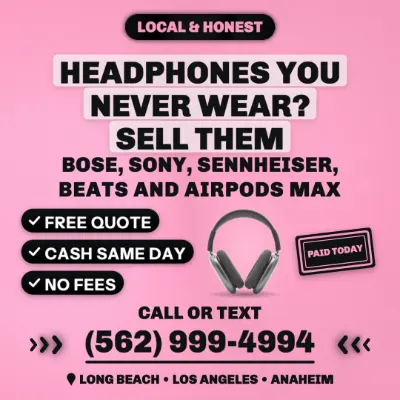 LOCAL & HONEST
HEADPHONES YOU
NEVER WEAR?
SELL THEM
BOSE, SONY, SENNHEISER,
BEATS AND AIRPODS MAX
FREE QUOTE
CASH SAME DAY
NO FEES
PAID TODAY
CALL OR TEXT
(562) 999-4994
LONG BEACH • LOS ANGELES • ANAHEIM